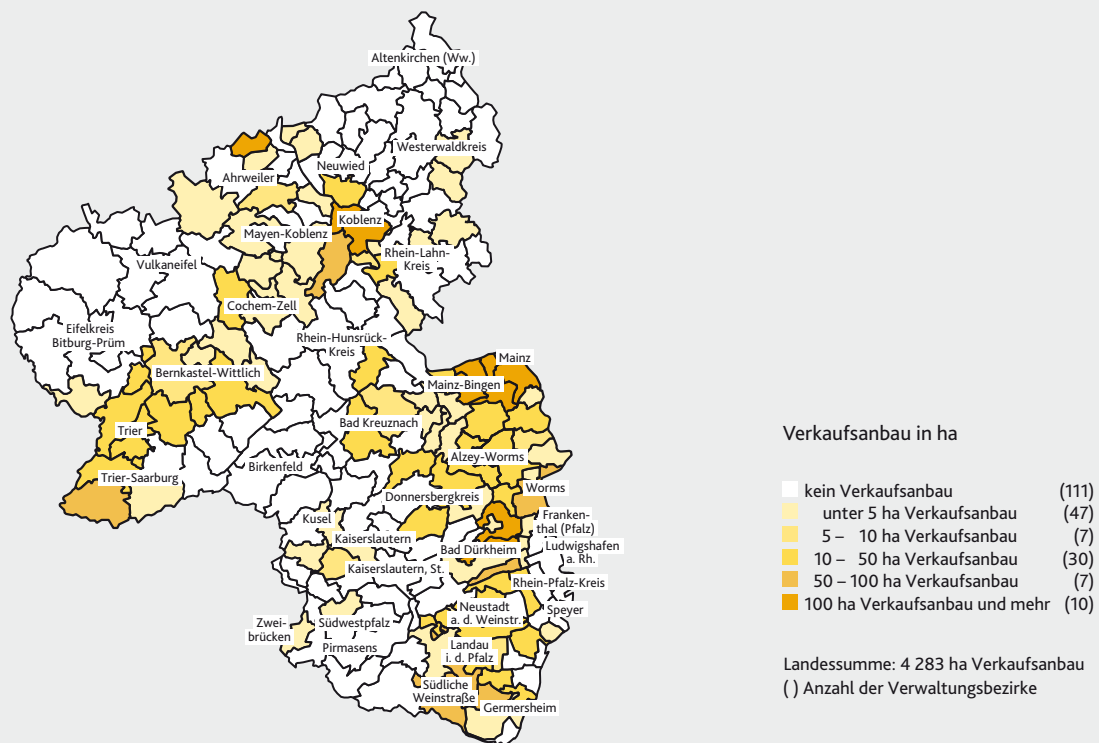 Altenkirchen (Ww.)
Westerwaldkreis
Neuwied
Ahrweiler
Koblenz
Mayen-Koblenz
Rhein-Lahn-
Kreis
Vulkaneifel
Cochem-Zell
Eifelkreis
Bitburg-Prüm
Rhein-Hunsrück-
Kreis
Mainz
Bernkastel-Wittlich
Mainz-Bingen
Trier
Bad Kreuznach
Alzey-Worms
Birkenfeld
Trier-Saarburg
Worms
Donnersbergkreis
Kusel
Franken-
thal (Pfalz)
Kaiserslautern
Bad Dürkheim
Ludwigshafen
a. Rh.
Kaiserslautern, St.
Rhein-Pfalz-Kreis
Neustadt
a. d. Weinstr.
Speyer
Zwei-
brücken
Südwestpfalz
Pirmasens
Landau
i. d. Pfalz
Südliche
Weinstraße
Germersheim
Verkaufsanbau in ha
kein Verkaufsanbau (111)
unter 5 ha Verkaufsanbau (47)
5 – 10 ha Verkaufsanbau (7)
10 – 50 ha Verkaufsanbau (30)
50 – 100 ha Verkaufsanbau (7)
100 ha Verkaufsanbau und mehr (10)
Landessumme: 4 283 ha Verkaufsanbau
( ) Anzahl der Verwaltungsbezirke